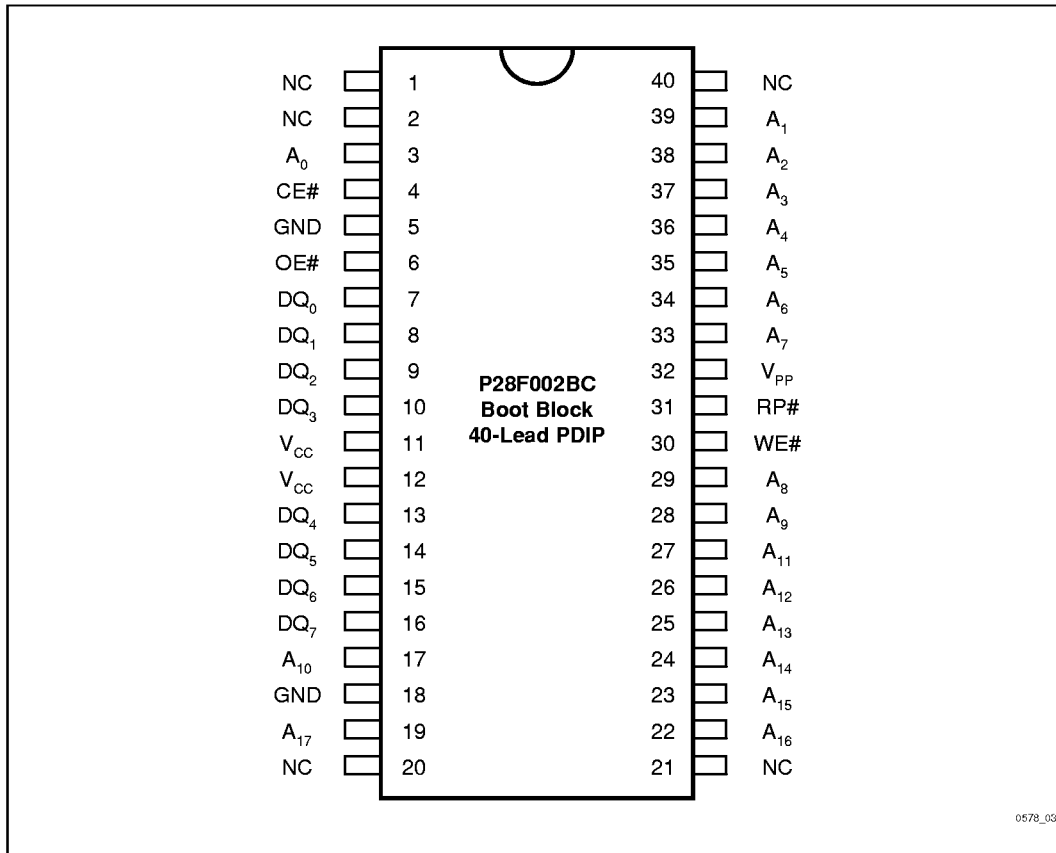 NC 1 40 NC
NC 2 39 A1
A0 3 38 A2
CE# 4 37 A3
GND 5 36 A4
OE# 6 35 A5
DQ0 7 34 A6
DQ1 8 33 A7
DQ2 9 32 VPP
DQ3 10 31 RP#
VCC 11 30 WE#
VCC 12 29 A8
DQ4 13 28 A9
DQ5 14 27 A11
DQ6 15 26 A12
DQ7 16 25 A13
A10 17 24 A14
GND 18 23 A15
A17 19 22 A16
NC 20 21 NC
P28F002BC
Boot Block
40-Lead PDIP
0578_03